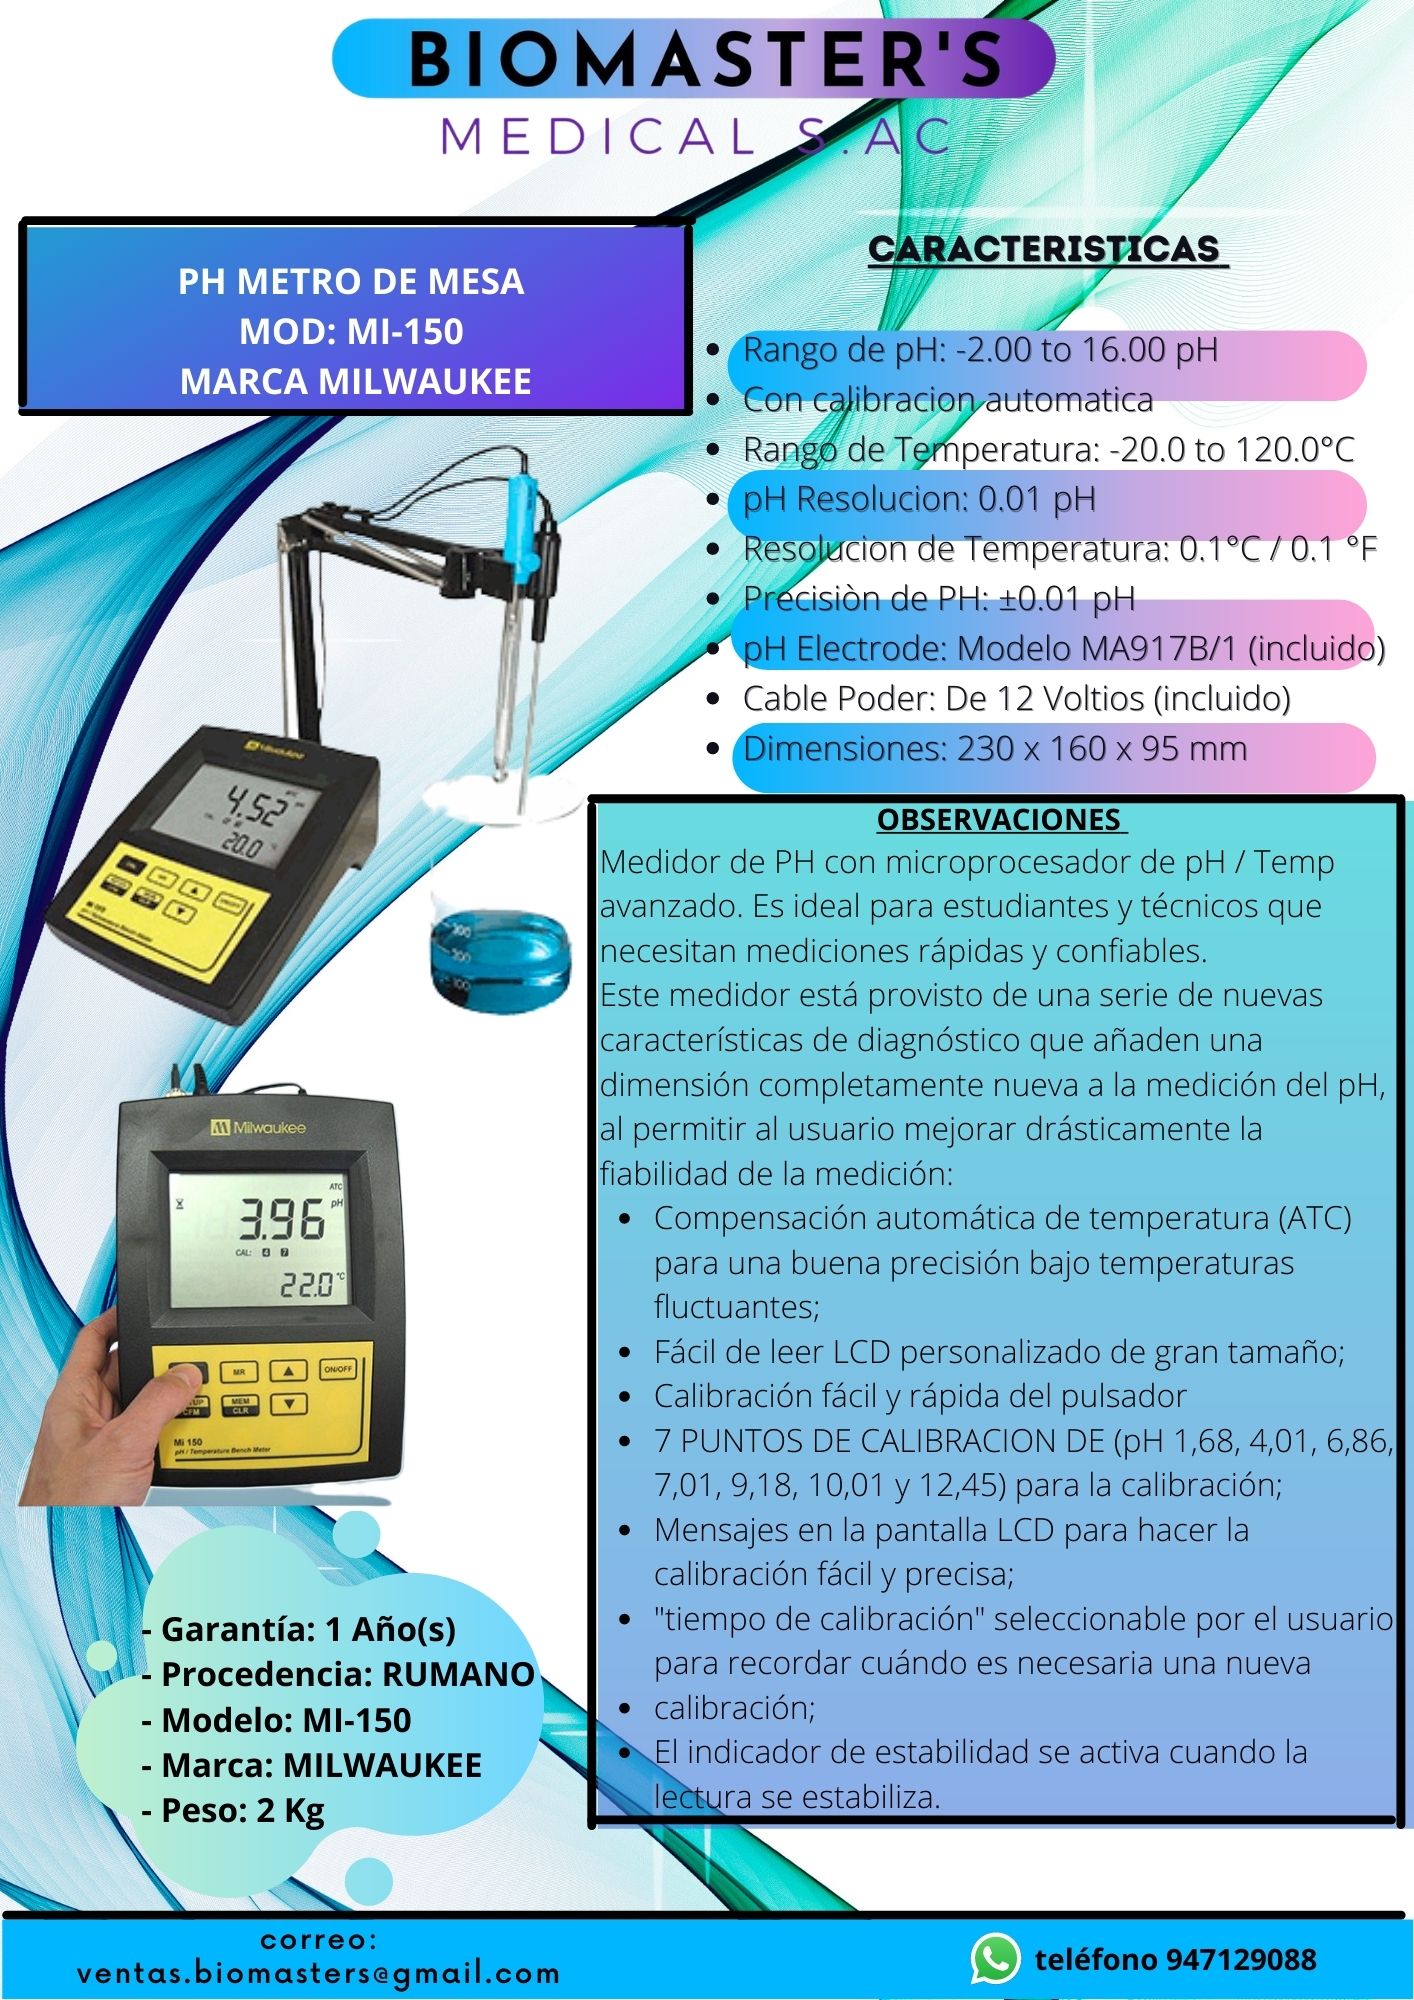 BIOMASTER'S
MEDICAL S.AC
PH METRO DE MESA
MOD: MI-150
MARCA MILWAUKEE
CARACTERISTICAS
• Rango de pH: -2.00 to 16.00 pH
• Con calibracion automatica
• Rango de Temperatura: -20.0 to 120.0°C
• pH Resolucion: 0.01 pH
• Resolucion de Temperatura: 0.1°C / 0.1 °F
• Precisiòn de PH: ±0.01 pH
• pH Electrode: Modelo MA917B/1 (incluido)
• Cable Poder: De 12 Voltios (incluido)
• Dimensiones: 230 x 160 x 95 mm
Milwaukee
4.52
20.0
300
200
100
OBSERVACIONES
Medidor de PH con microprocesador de pH / Temp
avanzado. Es ideal para estudiantes y técnicos que
necesitan mediciones rápidas y confiables.
Este medidor está provisto de una serie de nuevas
características de diagnóstico que añaden una
dimensión completamente nueva a la medición del pH,
al permitir al usuario mejorar drásticamente la
fiabilidad de la medición:
• Compensación automática de temperatura (ATC)
para una buena precisión bajo temperaturas
fluctuantes;
• Fácil de leer LCD personalizado de gran tamaño;
• Calibración fácil y rápida del pulsador
• 7 PUNTOS DE CALIBRACION DE (pH 1,68, 4,01, 6,86,
7,01, 9,18, 10,01 y 12,45) para la calibración;
• Mensajes en la pantalla LCD para hacer la
calibración fácil y precisa;
• "tiempo de calibración" seleccionable por el usuario
para recordar cuándo es necesaria una nueva
• calibración;
• El indicador de estabilidad se activa cuando la
lectura se estabiliza.
Milwaukee
ATC
3.96 pH
CAL: 4 7
22.0 °C
MR ▲ ON/OFF
CFM MEM CLR ▼
Mi 150
pH / Temperature Bench Meter
- Garantía: 1 Año(s)
- Procedencia: RUMANO
- Modelo: MI-150
- Marca: MILWAUKEE
- Peso: 2 Kg
correo:
ventas.biomasters@gmail.com
teléfono 947129088